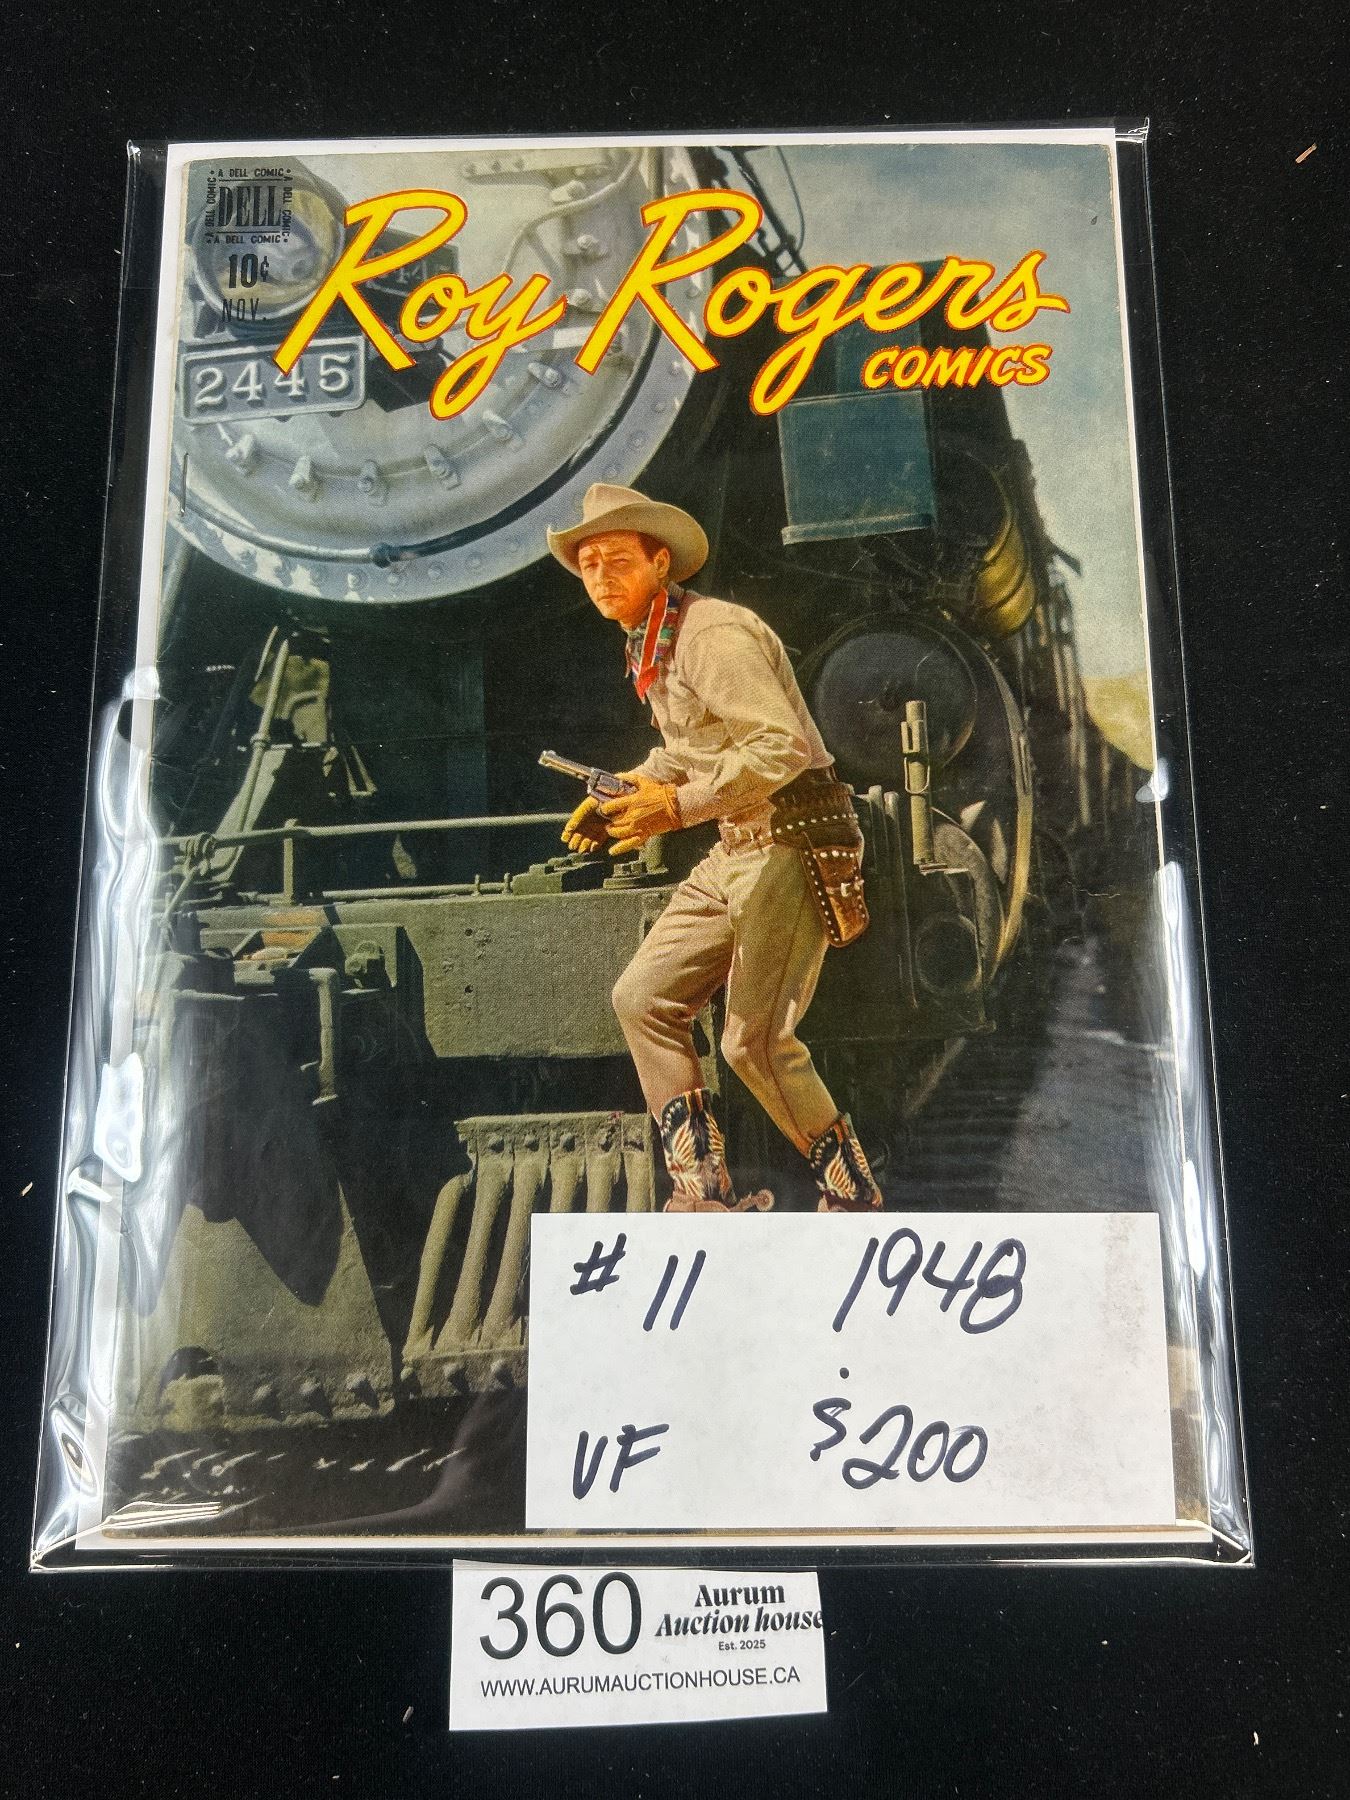 • A DELL COMIC •
A DELL COMIC
DELL
A DELL COMIC
• A DELL COMIC •
10¢
NOV.
Roy Rogers
COMICS
2445
# 11 1948
VF $200
360 Aurum
Auction house
Est. 2025
WWW.AURUMAUCTIONHOUSE.CA